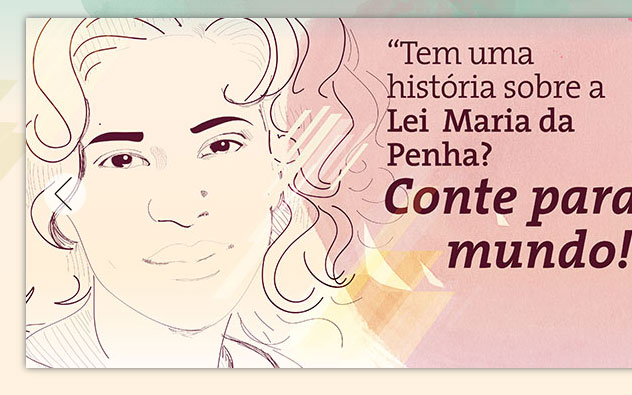 “Tem uma
história sobre a
Lei Maria da
Penha?
Conte para
mundo!